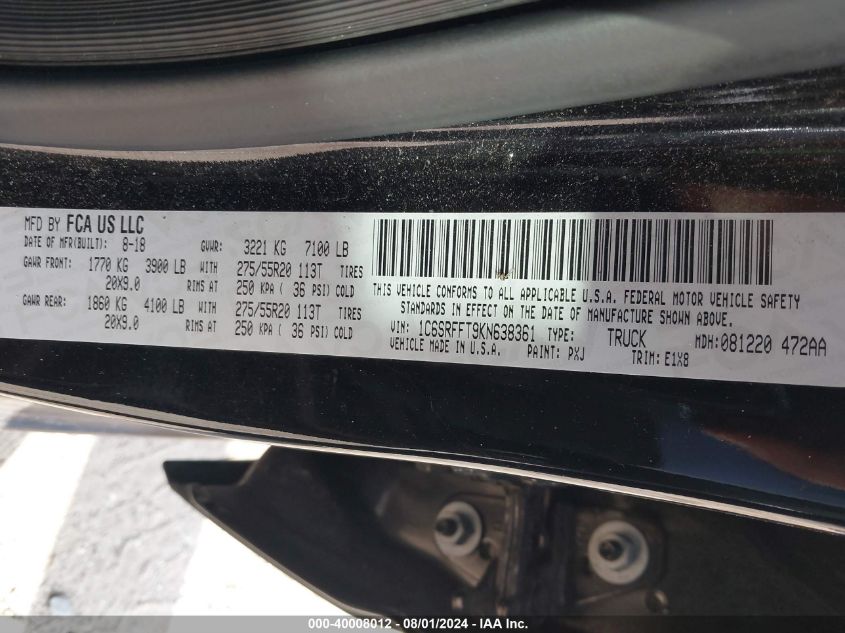 MFD BY FCA US LLC
DATE OF MFR(BUILT): 8-18 GVWR: 3221 KG 7100 LB
GAWR FRONT: 1770 KG 3900 LB WITH 275/55R20 113T TIRES
20X9.0 RIMS AT 250 KPA ( 36 PSI) COLD
GAWR REAR: 1860 KG 4100 LB WITH 275/55R20 113T TIRES
20X9.0 RIMS AT 250 KPA ( 36 PSI) COLD
THIS VEHICLE CONFORMS TO ALL APPLICABLE U.S.A. FEDERAL MOTOR VEHICLE SAFETY
STANDARDS IN EFFECT ON THE DATE OF MANUFACTURE SHOWN ABOVE.
VIN: 1C6SRFFT9KN638361 TYPE: TRUCK MDH: 081220 472AA
VEHICLE MADE IN U.S.A. PAINT: PXJ TRIM: E1X8
000-40008012 - 08/01/2024 - IAAI.COM